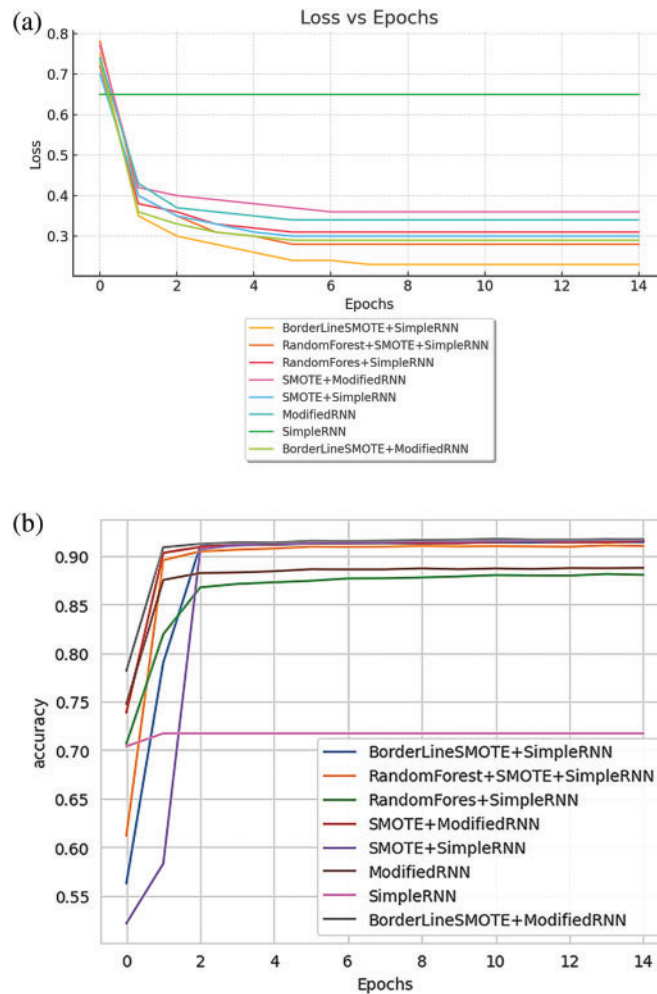 (a)
Loss vs Epochs
0.8
0.7
0.6
0.5
0.4
0.3
Loss
0 2 4 6 8 10 12 14
Epochs
BorderLineSMOTE+SimpleRNN
RandomForest+SMOTE+SimpleRNN
RandomFores+SimpleRNN
SMOTE+ModifiedRNN
SMOTE+SimpleRNN
ModifiedRNN
SimpleRNN
BorderLineSMOTE+ModifiedRNN
(b)
0.90
0.85
0.80
0.75
0.70
0.65
0.60
0.55
accuracy
BorderLineSMOTE+SimpleRNN
RandomForest+SMOTE+SimpleRNN
RandomFores+SimpleRNN
SMOTE+ModifiedRNN
SMOTE+SimpleRNN
ModifiedRNN
SimpleRNN
BorderLineSMOTE+ModifiedRNN
0 2 4 6 8 10 12 14
Epochs